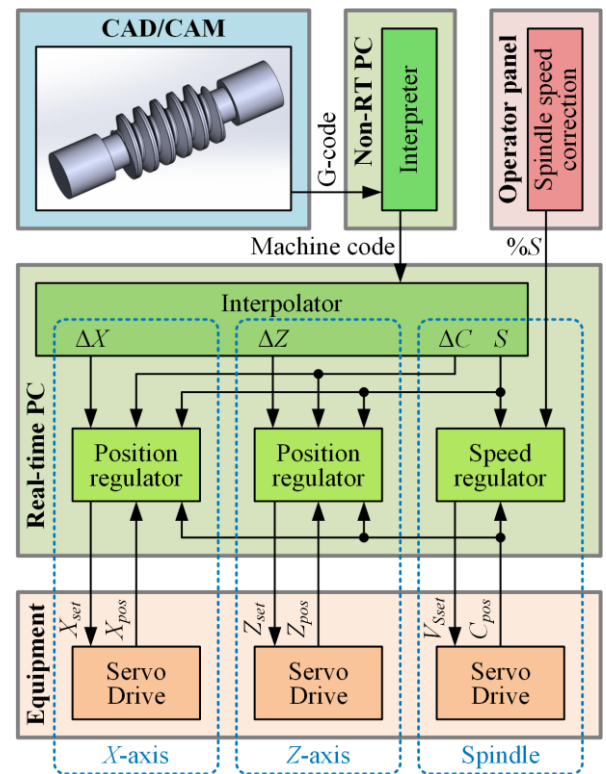 CAD/CAM
Non-RT PC
Interpreter
Operator panel
Spindle speed
correction
G-code
Machine code
%S
Real-time PC
Interpolator
ΔX
ΔZ
ΔC
S
Position
regulator
Position
regulator
Speed
regulator
Equipment
Xset
Xpos
Zset
Zpos
VSset
Cpos
Servo
Drive
Servo
Drive
Servo
Drive
X-axis
Z-axis
Spindle